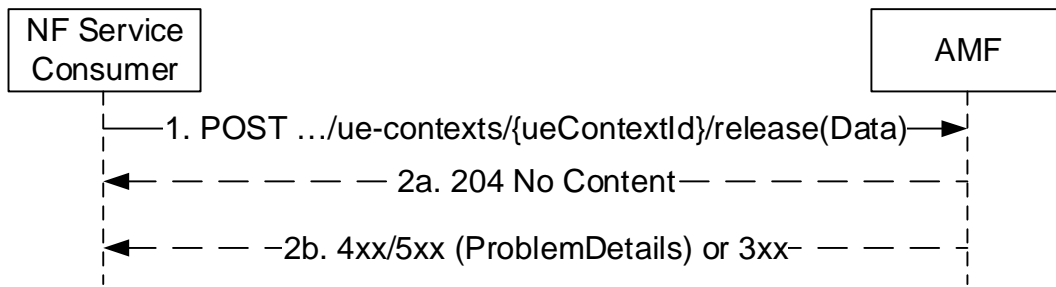 NF Service
Consumer
AMF
1. POST …/ue-contexts/{ueContextId}/release(Data)
2a. 204 No Content
2b. 4xx/5xx (ProblemDetails) or 3xx